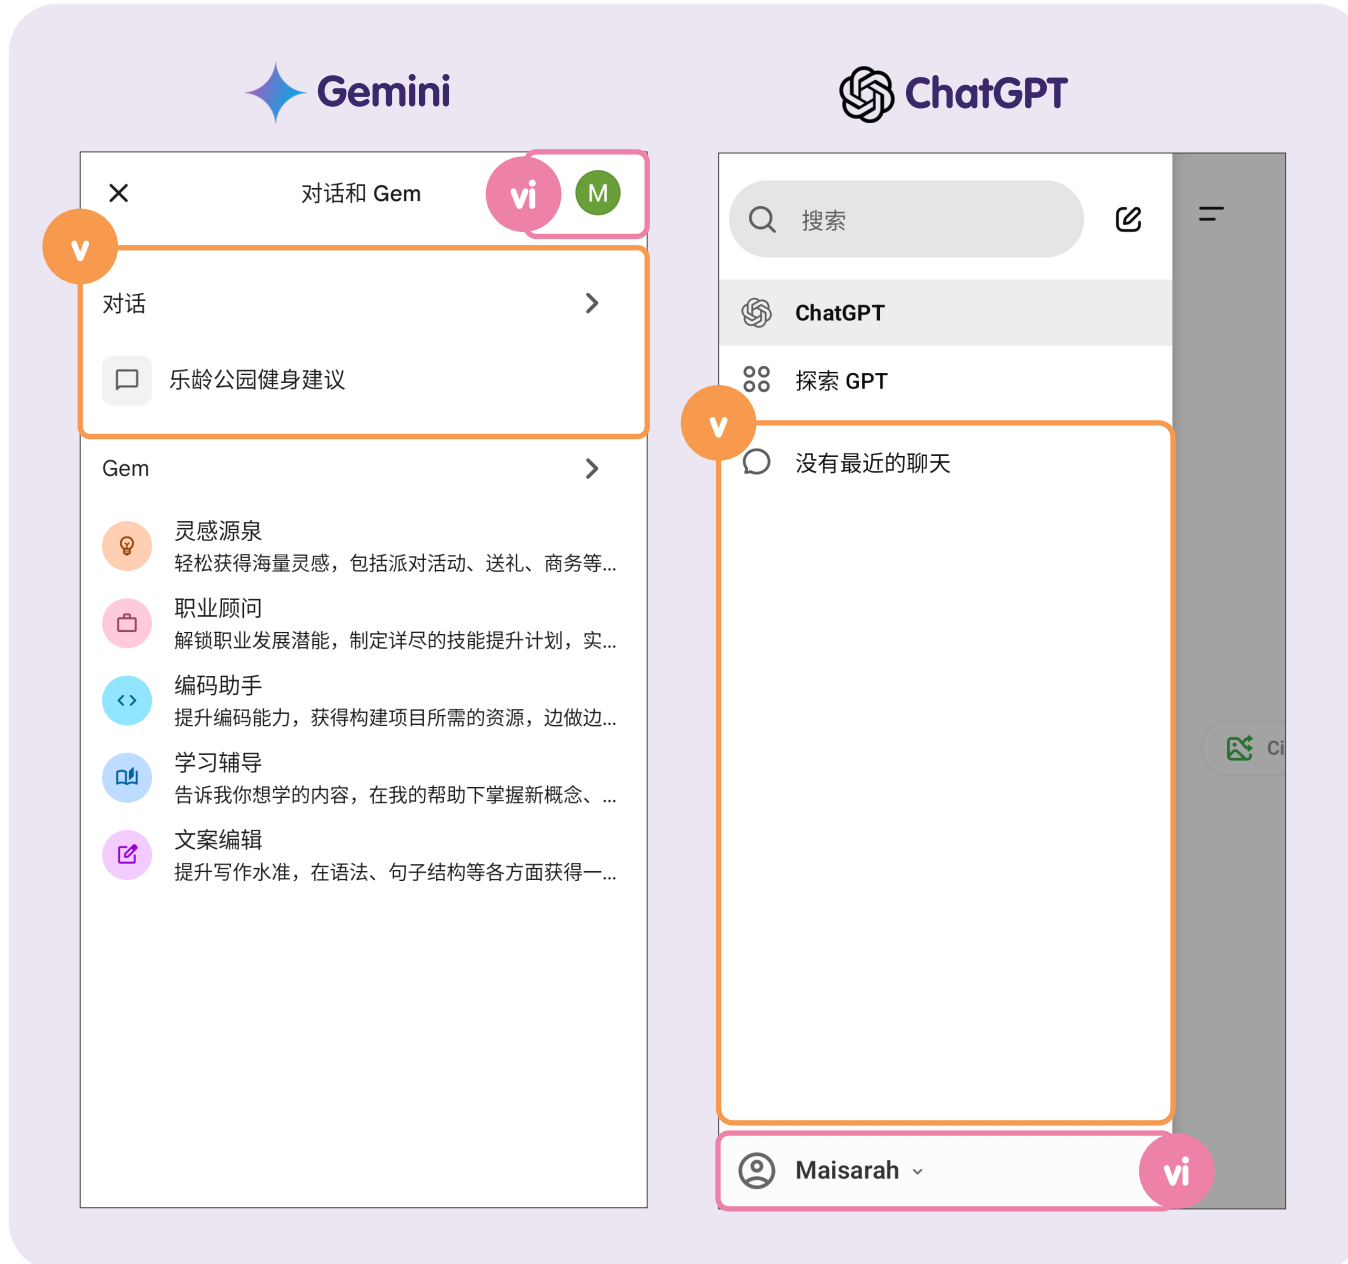 Gemini
对话和 Gem
vi
M
v
对话
乐龄公园健身建议
Gem
灵感源泉
轻松获得海量灵感，包括派对活动、送礼、商务等...
职业顾问
解锁职业发展潜能，制定详尽的技能提升计划，实...
编码助手
提升编码能力，获得构建项目所需的资源，边做边...
学习辅导
告诉我你想学的内容，在我的帮助下掌握新概念、...
文案编辑
提升写作水准，在语法、句子结构等各方面获得一...
ChatGPT
搜索
ChatGPT
探索 GPT
v
没有最近的聊天
Ci
Maisarah
vi